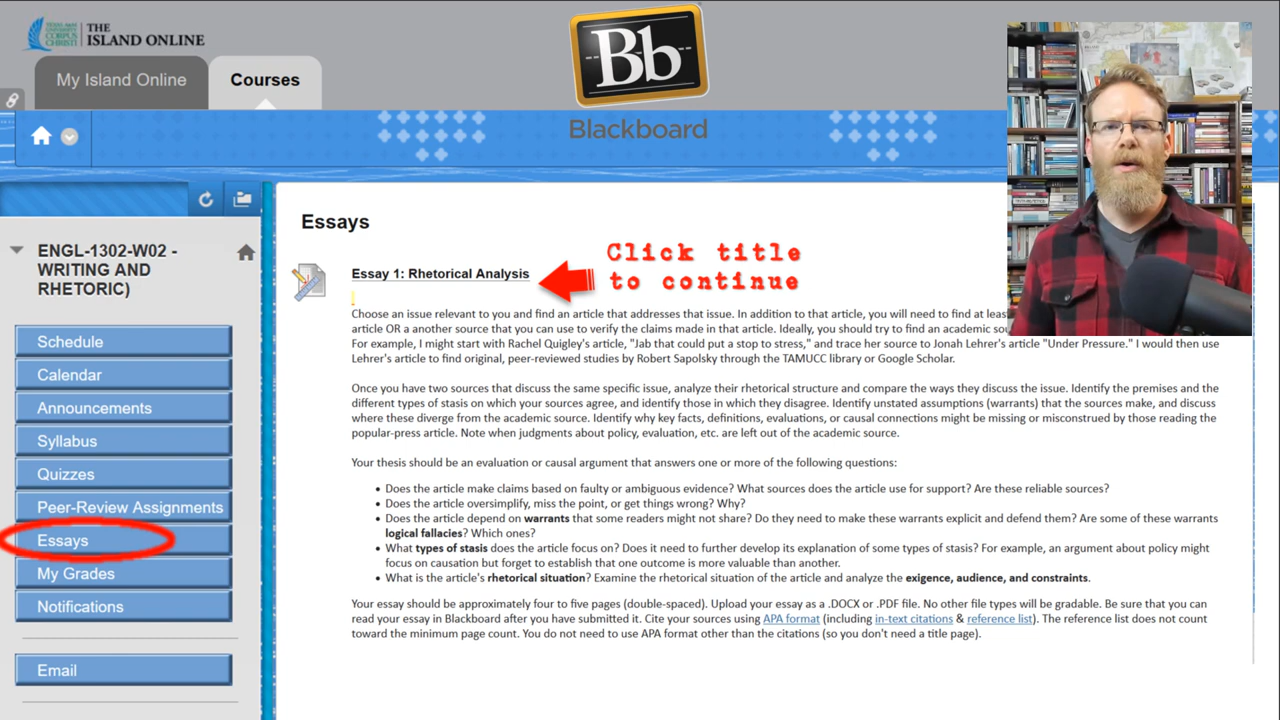 TEXAS A&M
UNIVERSITY
CORPUS
CHRISTI
THE
ISLAND ONLINE
My Island Online
Courses
Bb
Blackboard
ENGL-1302-W02 -
WRITING AND
RHETORIC)
Schedule
Calendar
Announcements
Syllabus
Quizzes
Peer-Review Assignments
Essays
My Grades
Notifications
Email
Essays
Essay 1: Rhetorical Analysis
Click title
to continue
Choose an issue relevant to you and find an article that addresses that issue. In addition to that article, you will need to find at leas
article OR a another source that you can use to verify the claims made in that article. Ideally, you should try to find an academic so
For example, I might start with Rachel Quigley's article, "Jab that could put a stop to stress," and trace her source to Jonah Lehrer's article "Under Pressure." I would then use
Lehrer's article to find original, peer-reviewed studies by Robert Sapolsky through the TAMUCC library or Google Scholar.
Once you have two sources that discuss the same specific issue, analyze their rhetorical structure and compare the ways they discuss the issue. Identify the premises and the
different types of stasis on which your sources agree, and identify those in which they disagree. Identify unstated assumptions (warrants) that the sources make, and discuss
where these diverge from the academic source. Identify why key facts, definitions, evaluations, or causal connections might be missing or misconstrued by those reading the
popular-press article. Note when judgments about policy, evaluation, etc. are left out of the academic source.
Your thesis should be an evaluation or causal argument that answers one or more of the following questions:
• Does the article make claims based on faulty or ambiguous evidence? What sources does the article use for support? Are these reliable sources?
• Does the article oversimplify, miss the point, or get things wrong? Why?
• Does the article depend on warrants that some readers might not share? Do they need to make these warrants explicit and defend them? Are some of these warrants
logical fallacies? Which ones?
• What types of stasis does the article focus on? Does it need to further develop its explanation of some types of stasis? For example, an argument about policy might
focus on causation but forget to establish that one outcome is more valuable than another.
• What is the article's rhetorical situation? Examine the rhetorical situation of the article and analyze the exigence, audience, and constraints.
Your essay should be approximately four to five pages (double-spaced). Upload your essay as a .DOCX or .PDF file. No other file types will be gradable. Be sure that you can
read your essay in Blackboard after you have submitted it. Cite your sources using APA format (including in-text citations & reference list). The reference list does not count
toward the minimum page count. You do not need to use APA format other than the citations (so you don't need a title page).